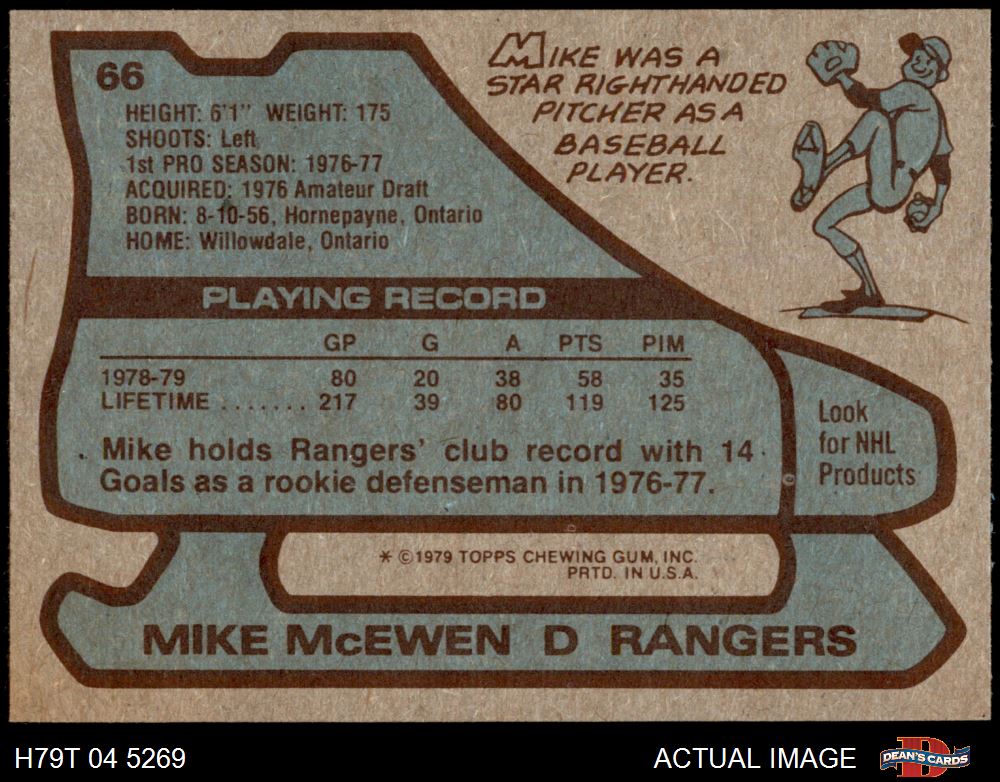 66
HEIGHT: 6'1" WEIGHT: 175
SHOOTS: Left
1st PRO SEASON: 1976-77
ACQUIRED: 1976 Amateur Draft
BORN: 8-10-56, Hornepayne, Ontario
HOME: Willowdale, Ontario
MIKE WAS A
STAR RIGHTHANDED
PITCHER AS A
BASEBALL
PLAYER.
PLAYING RECORD
GP G A PTS PIM
1978-79 80 20 38 58 35
LIFETIME ....... 217 39 80 119 125
Mike holds Rangers' club record with 14
Goals as a rookie defenseman in 1976-77.
Look
for NHL
Products
* ©1979 TOPPS CHEWING GUM, INC.
PRTD. IN U.S.A.
MIKE McEWEN D RANGERS
H79T 04 5269
ACTUAL IMAGE
D
DEAN'S CARDS